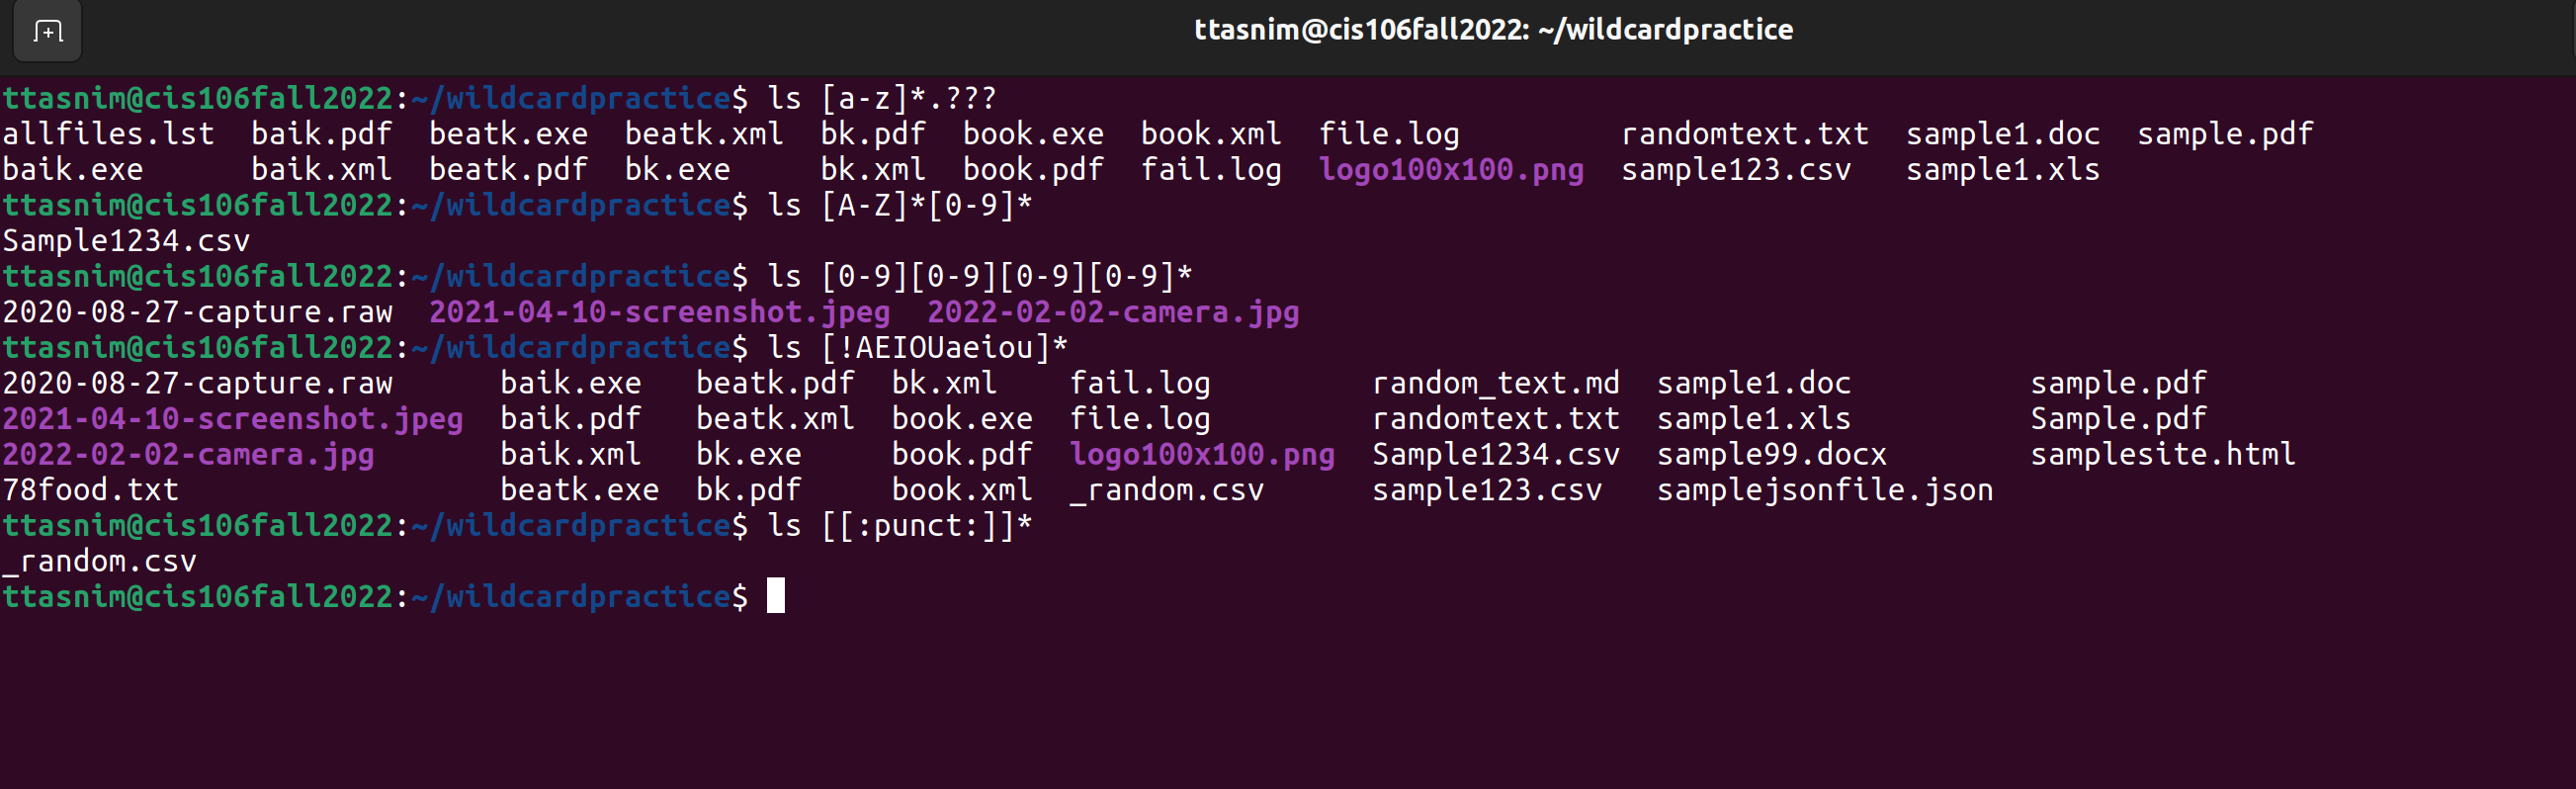 ttasnim@cis106fall2022: ~/wildcardpractice
ttasnim@cis106fall2022:~/wildcardpractice$ ls [a-z]*.???
allfiles.lst  baik.pdf  beatk.exe  beatk.xml  bk.pdf  book.exe  book.xml  file.log         randomtext.txt  sample1.doc  sample.pdf
baik.exe      baik.xml  beatk.pdf  bk.exe     bk.xml  book.pdf  fail.log  logo100x100.png  sample123.csv   sample1.xls
ttasnim@cis106fall2022:~/wildcardpractice$ ls [A-Z]*[0-9]*
Sample1234.csv
ttasnim@cis106fall2022:~/wildcardpractice$ ls [0-9][0-9][0-9][0-9]*
2020-08-27-capture.raw  2021-04-10-screenshot.jpeg  2022-02-02-camera.jpg
ttasnim@cis106fall2022:~/wildcardpractice$ ls [!AEIOUaeiou]*
2020-08-27-capture.raw      baik.exe   beatk.pdf  bk.xml    fail.log         random_text.md  sample1.doc          sample.pdf
2021-04-10-screenshot.jpeg  baik.pdf   beatk.xml  book.exe  file.log         randomtext.txt  sample1.xls          Sample.pdf
2022-02-02-camera.jpg       baik.xml   bk.exe     book.pdf  logo100x100.png  Sample1234.csv  sample99.docx        samplesite.html
78food.txt                  beatk.exe  bk.pdf     book.xml  _random.csv      sample123.csv   samplejsonfile.json
ttasnim@cis106fall2022:~/wildcardpractice$ ls [[:punct:]]*
_random.csv
ttasnim@cis106fall2022:~/wildcardpractice$